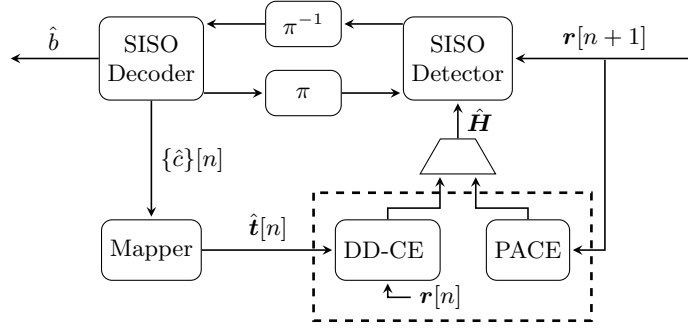 b̂
SISO
Decoder
π⁻¹
π
SISO
Detector
r[n + 1]
Ĥ
{ĉ}[n]
Mapper
t̂[n]
DD-CE
PACE
r[n]